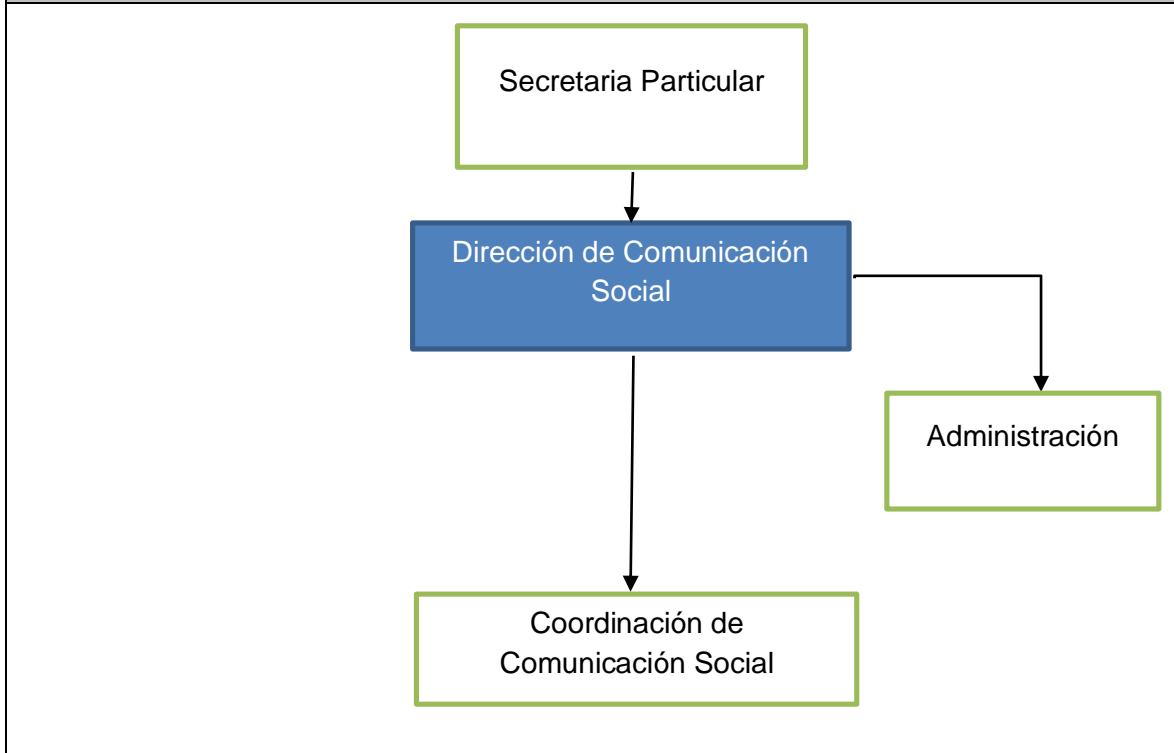 Secretaria Particular
Dirección de Comunicación
Social
Administración
Coordinación de
Comunicación Social